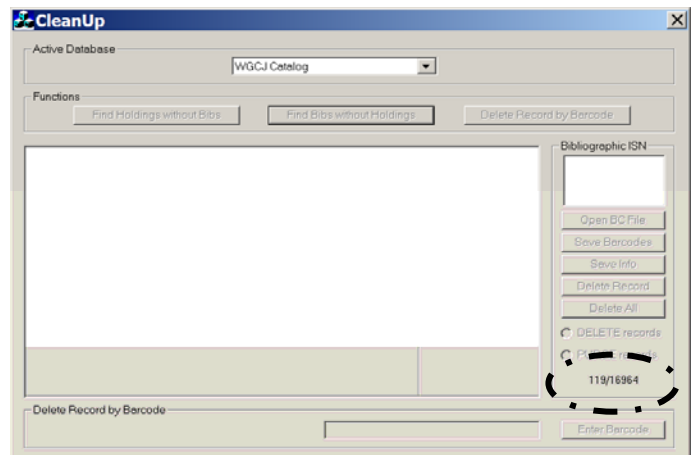 CleanUp
Active Database
WGCJ Catalog
Functions
Find Holdings without Bibs
Find Bibs without Holdings
Delete Record by Barcode
Bibliographic ISN
Open BC File
Save Barcodes
Save Info
Delete Record
Delete All
DELETE records
PURGE records
119/16964
Delete Record by Barcode
Enter Barcode